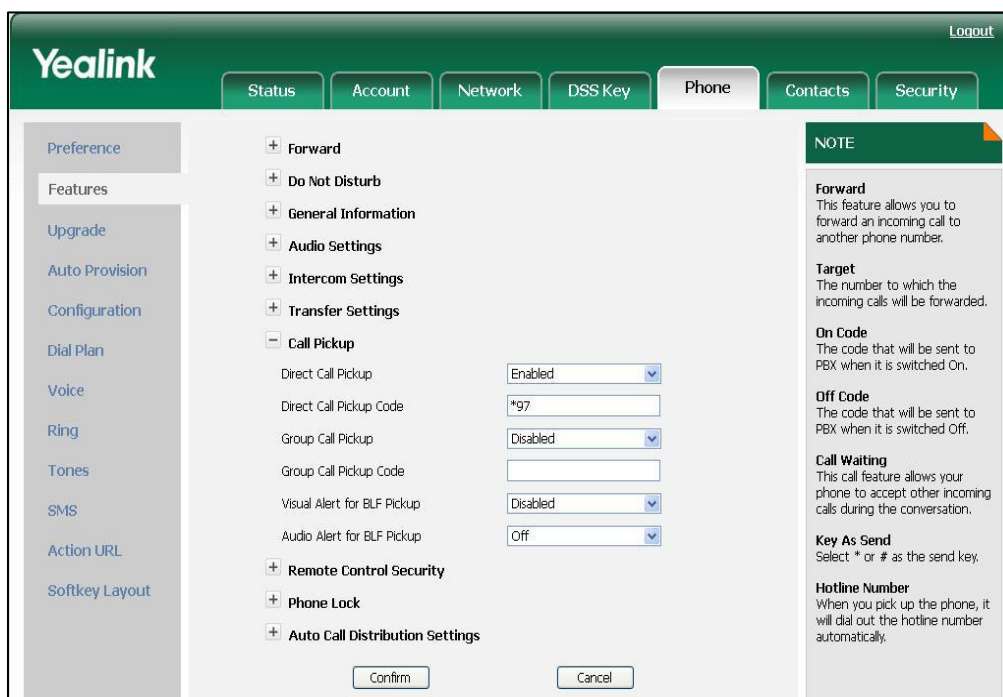 Logout
Yealink
Status
Account
Network
DSS Key
Phone
Contacts
Security
Preference
Features
Upgrade
Auto Provision
Configuration
Dial Plan
Voice
Ring
Tones
SMS
Action URL
Softkey Layout
Forward
Do Not Disturb
General Information
Audio Settings
Intercom Settings
Transfer Settings
Call Pickup
Direct Call Pickup Enabled
Direct Call Pickup Code *97
Group Call Pickup Disabled
Group Call Pickup Code
Visual Alert for BLF Pickup Disabled
Audio Alert for BLF Pickup Off
Remote Control Security
Phone Lock
Auto Call Distribution Settings
Confirm
Cancel
NOTE
Forward
This feature allows you to
forward an incoming call to
another phone number.
Target
The number to which the
incoming calls will be forwarded.
On Code
The code that will be sent to
PBX when it is switched On.
Off Code
The code that will be sent to
PBX when it is switched Off.
Call Waiting
This call feature allows your
phone to accept other incoming
calls during the conversation.
Key As Send
Select * or # as the send key.
Hotline Number
When you pick up the phone, it
will dial out the hotline number
automatically.